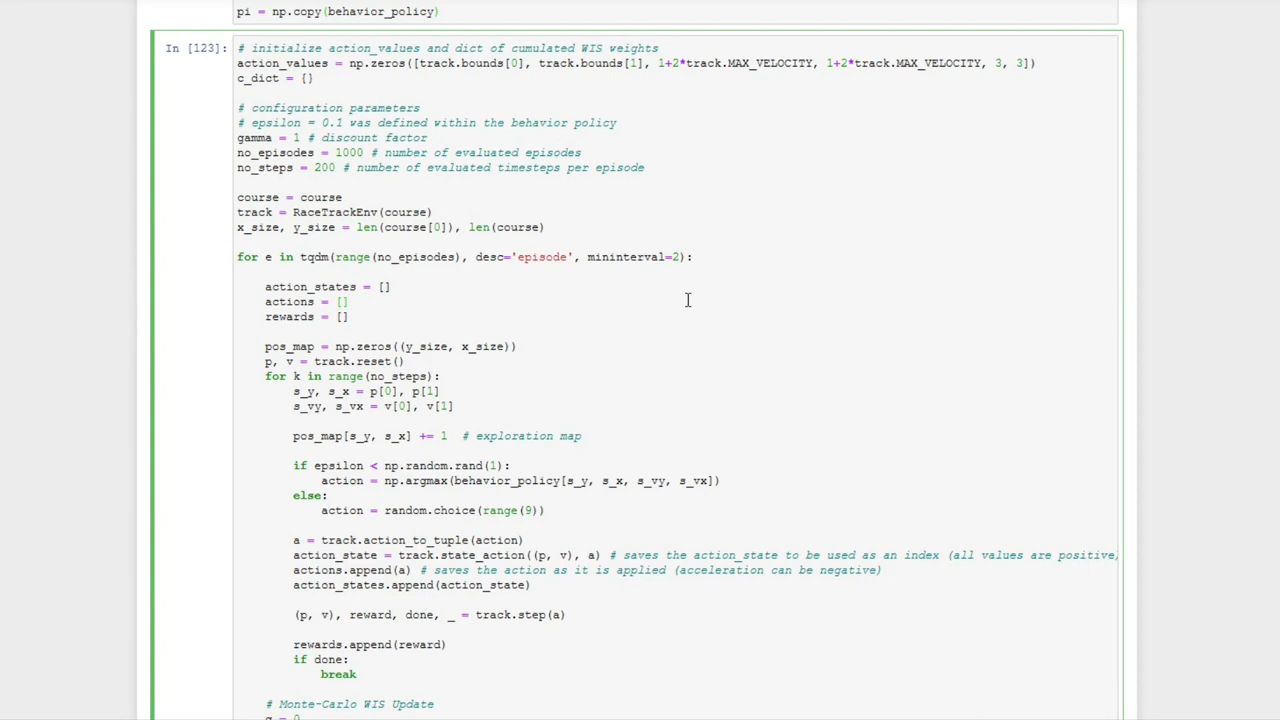 pi = np.copy(behavior_policy)
In [123]:
# initialize action_values and dict of cumulated WIS weights
action_values = np.zeros([track.bounds[0], track.bounds[1], 1+2*track.MAX_VELOCITY, 1+2*track.MAX_VELOCITY, 3, 3])
c_dict = {}
# configuration parameters
# epsilon = 0.1 was defined within the behavior policy
gamma = 1 # discount factor
no_episodes = 1000 # number of evaluated episodes
no_steps = 200 # number of evaluated timesteps per episode
course = course
track = RaceTrackEnv(course)
x_size, y_size = len(course[0]), len(course)
for e in tqdm(range(no_episodes), desc='episode', mininterval=2):
action_states = []
actions = []
rewards = []
pos_map = np.zeros((y_size, x_size))
p, v = track.reset()
for k in range(no_steps):
s_y, s_x = p[0], p[1]
s_vy, s_vx = v[0], v[1]
pos_map[s_y, s_x] += 1  # exploration map
if epsilon < np.random.rand(1):
action = np.argmax(behavior_policy[s_y, s_x, s_vy, s_vx])
else:
action = random.choice(range(9))
a = track.action_to_tuple(action)
action_state = track.state_action((p, v), a) # saves the action_state to be used as an index (all values are positive)
actions.append(a) # saves the action as it is applied (acceleration can be negative)
action_states.append(action_state)
(p, v), reward, done, _ = track.step(a)
rewards.append(reward)
if done:
break
# Monte-Carlo WIS Update
g = 0